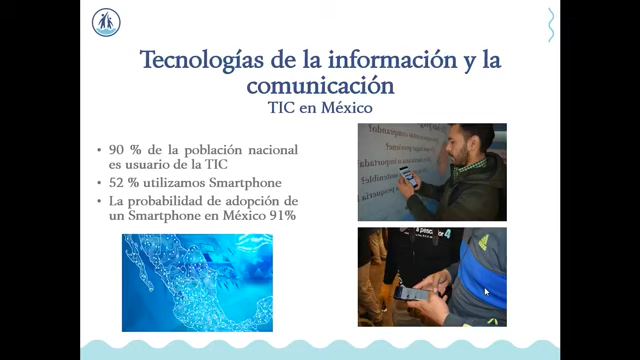 Tecnologías de la información y la
comunicación
TIC en México
• 90 % de la población nacional
es usuario de la TIC
• 52 % utilizamos Smartphone
• La probabilidad de adopción de
un Smartphone en México 91%